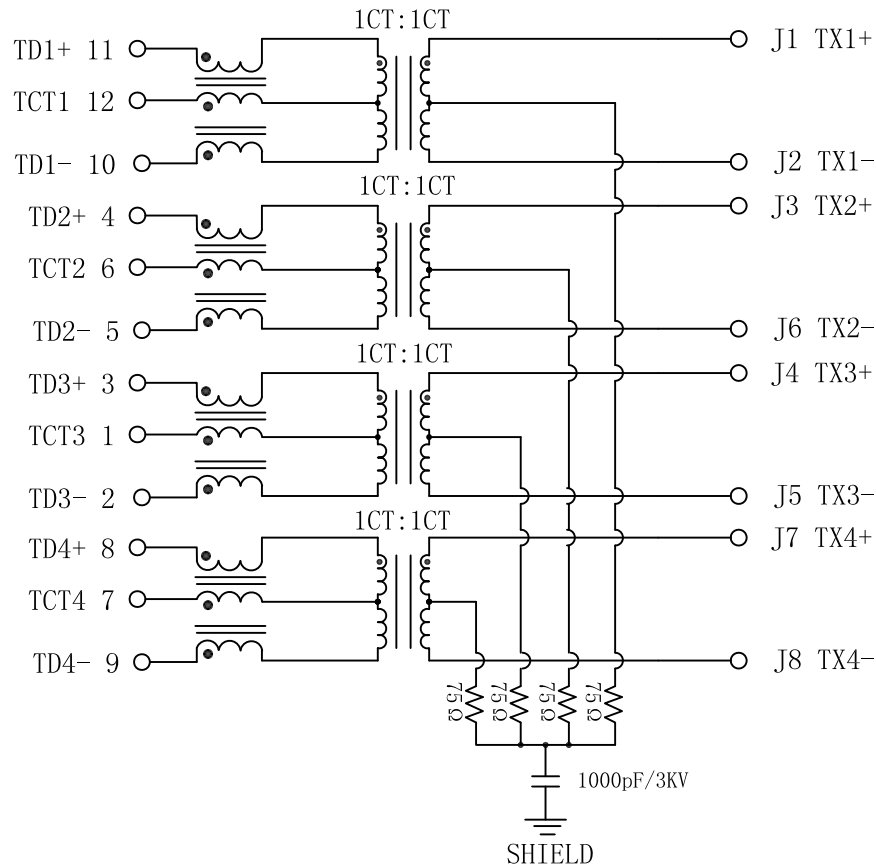 1CT:1CT
TD1+ 11
J1 TX1+
TCT1 12
TD1- 10
J2 TX1-
1CT:1CT
TD2+ 4
J3 TX2+
TCT2 6
TD2- 5
J6 TX2-
1CT:1CT
TD3+ 3
J4 TX3+
TCT3 1
TD3- 2
J5 TX3-
1CT:1CT
TD4+ 8
J7 TX4+
TCT4 7
TD4- 9
J8 TX4-
75Ω
75Ω
75Ω
75Ω
1000pF/3KV
SHIELD